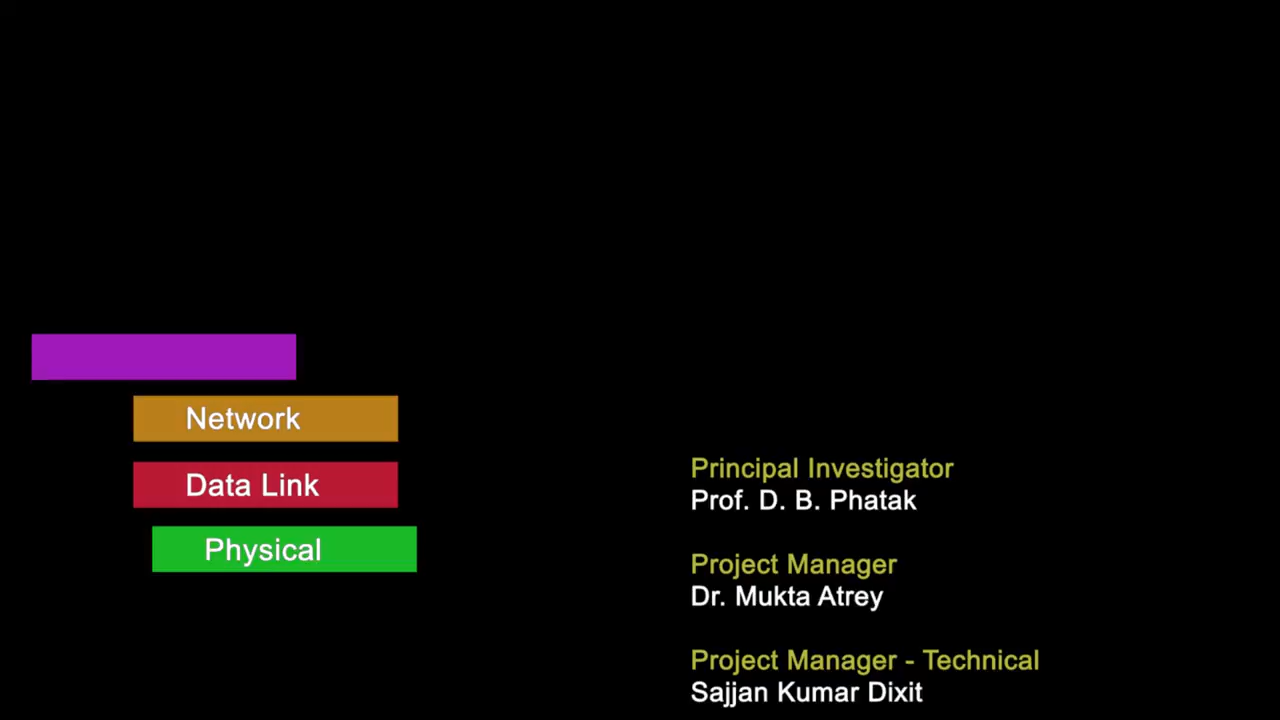 Network
Data Link
Physical
Principal Investigator
Prof. D. B. Phatak
Project Manager
Dr. Mukta Atrey
Project Manager - Technical
Sajjan Kumar Dixit